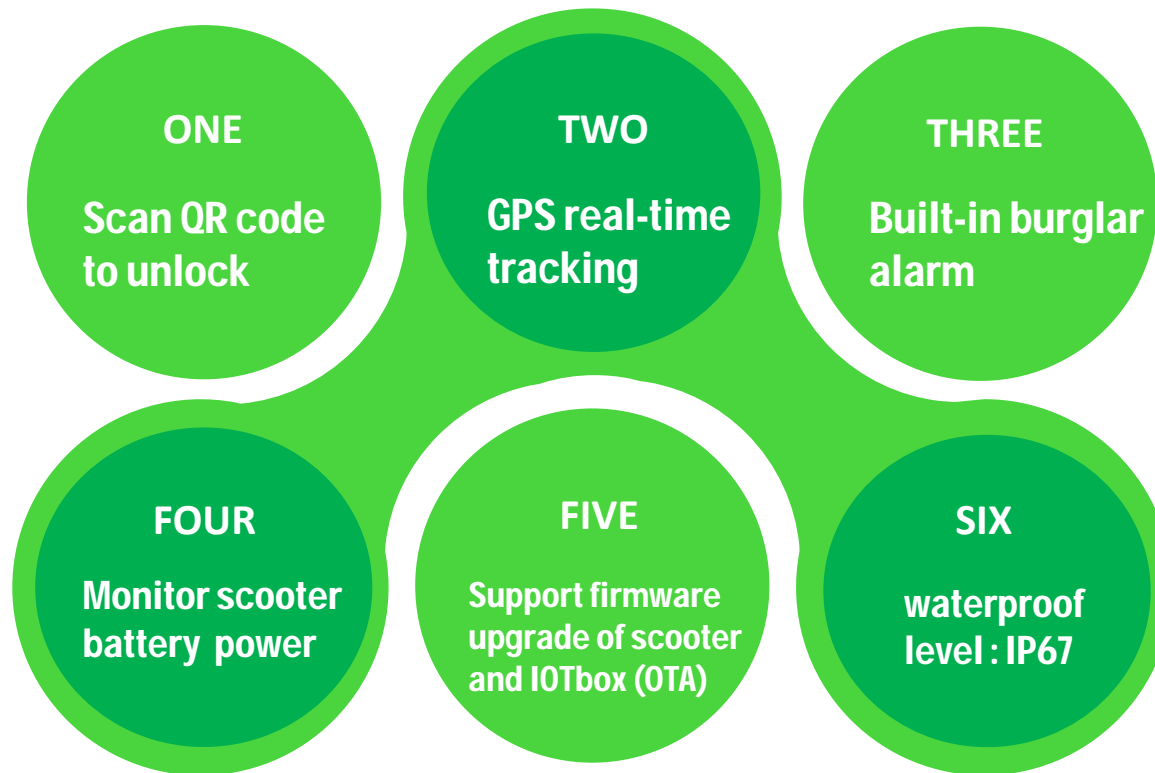 ONE
Scan QR code
to unlock
TWO
GPS real-time
tracking
THREE
Built-in burglar
alarm
FOUR
Monitor scooter
battery power
FIVE
Support firmware
upgrade of scooter
and IOTbox (OTA)
SIX
waterproof
level : IP67